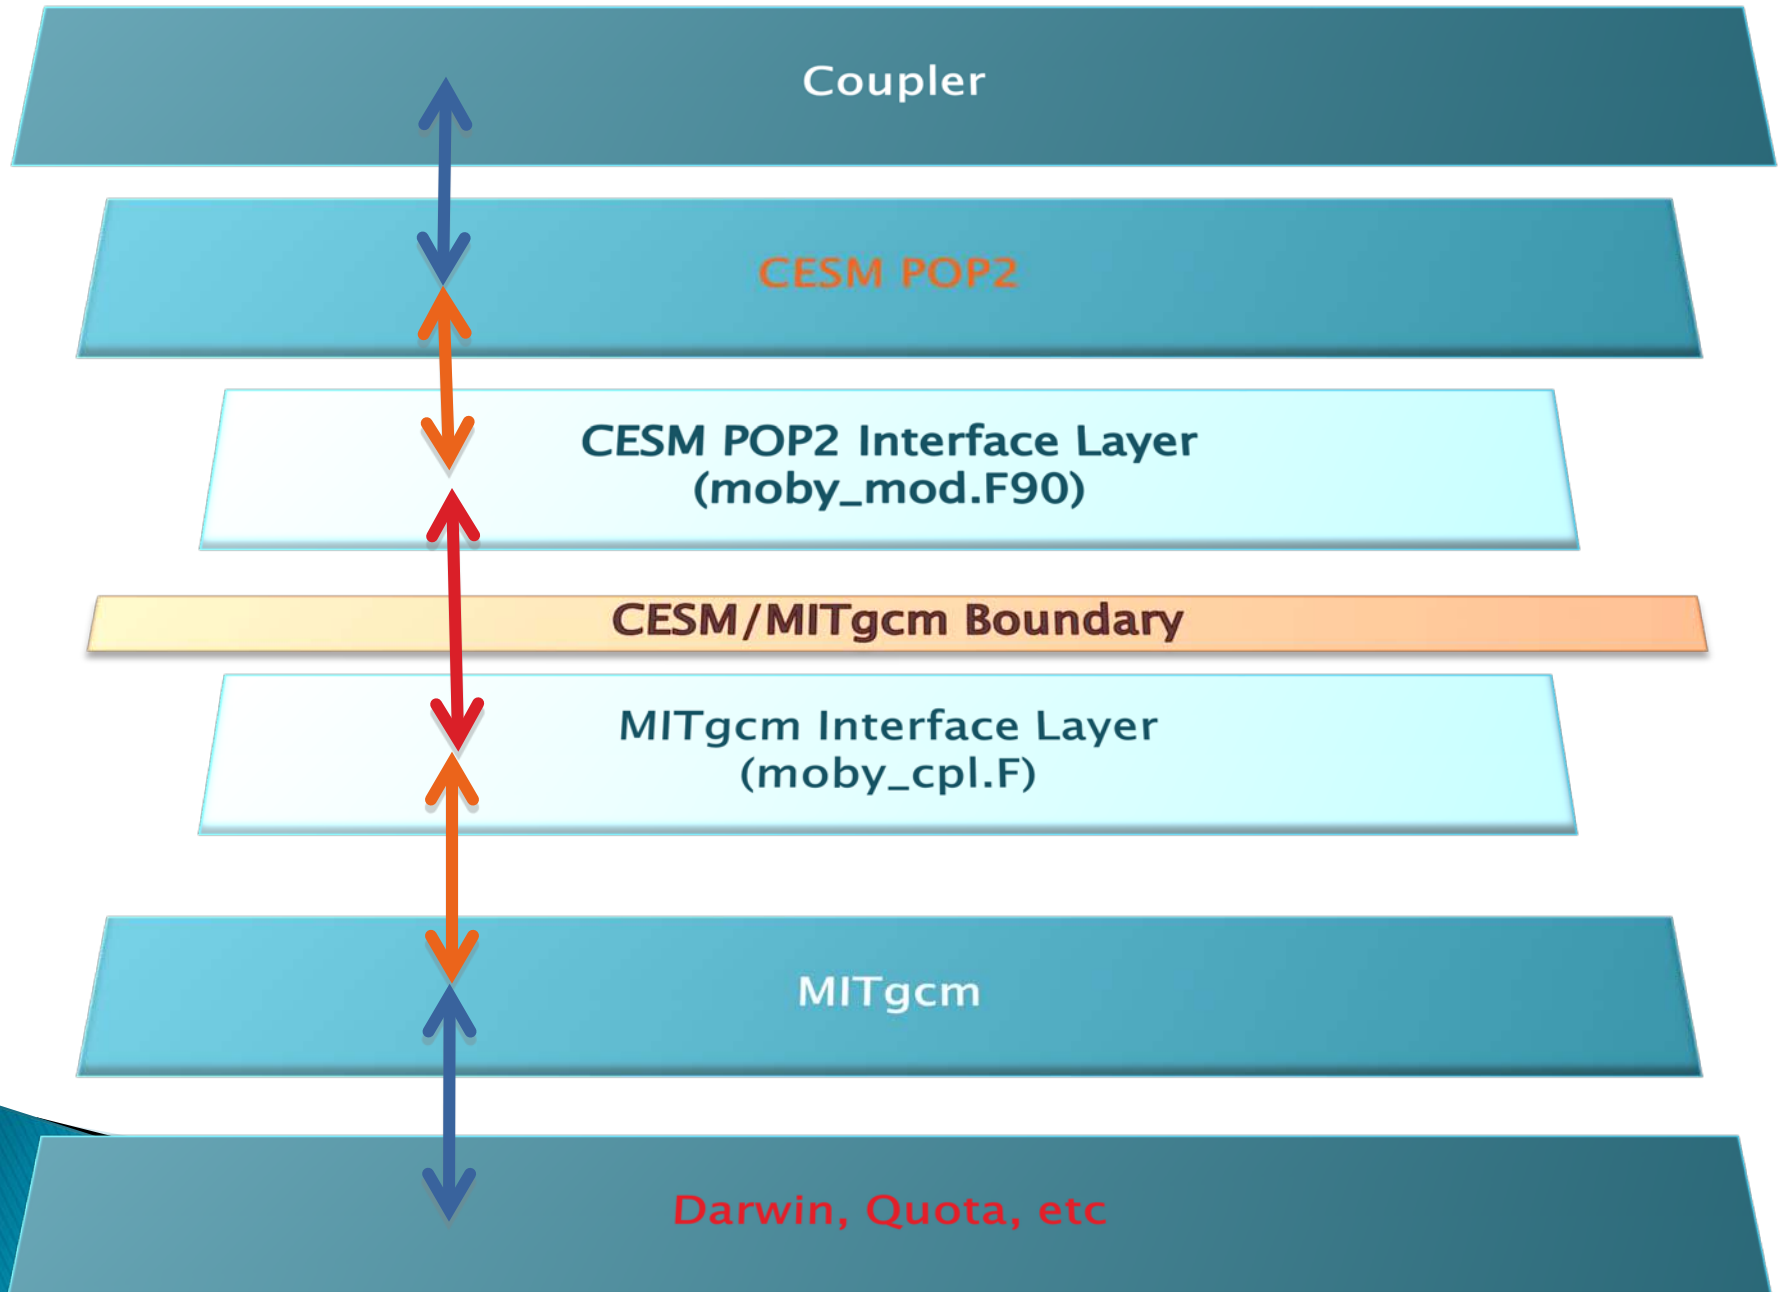 Coupler
CESM POP2
CESM POP2 Interface Layer
(moby_mod.F90)
CESM/MITgcm Boundary
MITgcm Interface Layer
(moby_cpl.F)
MITgcm
Darwin, Quota, etc